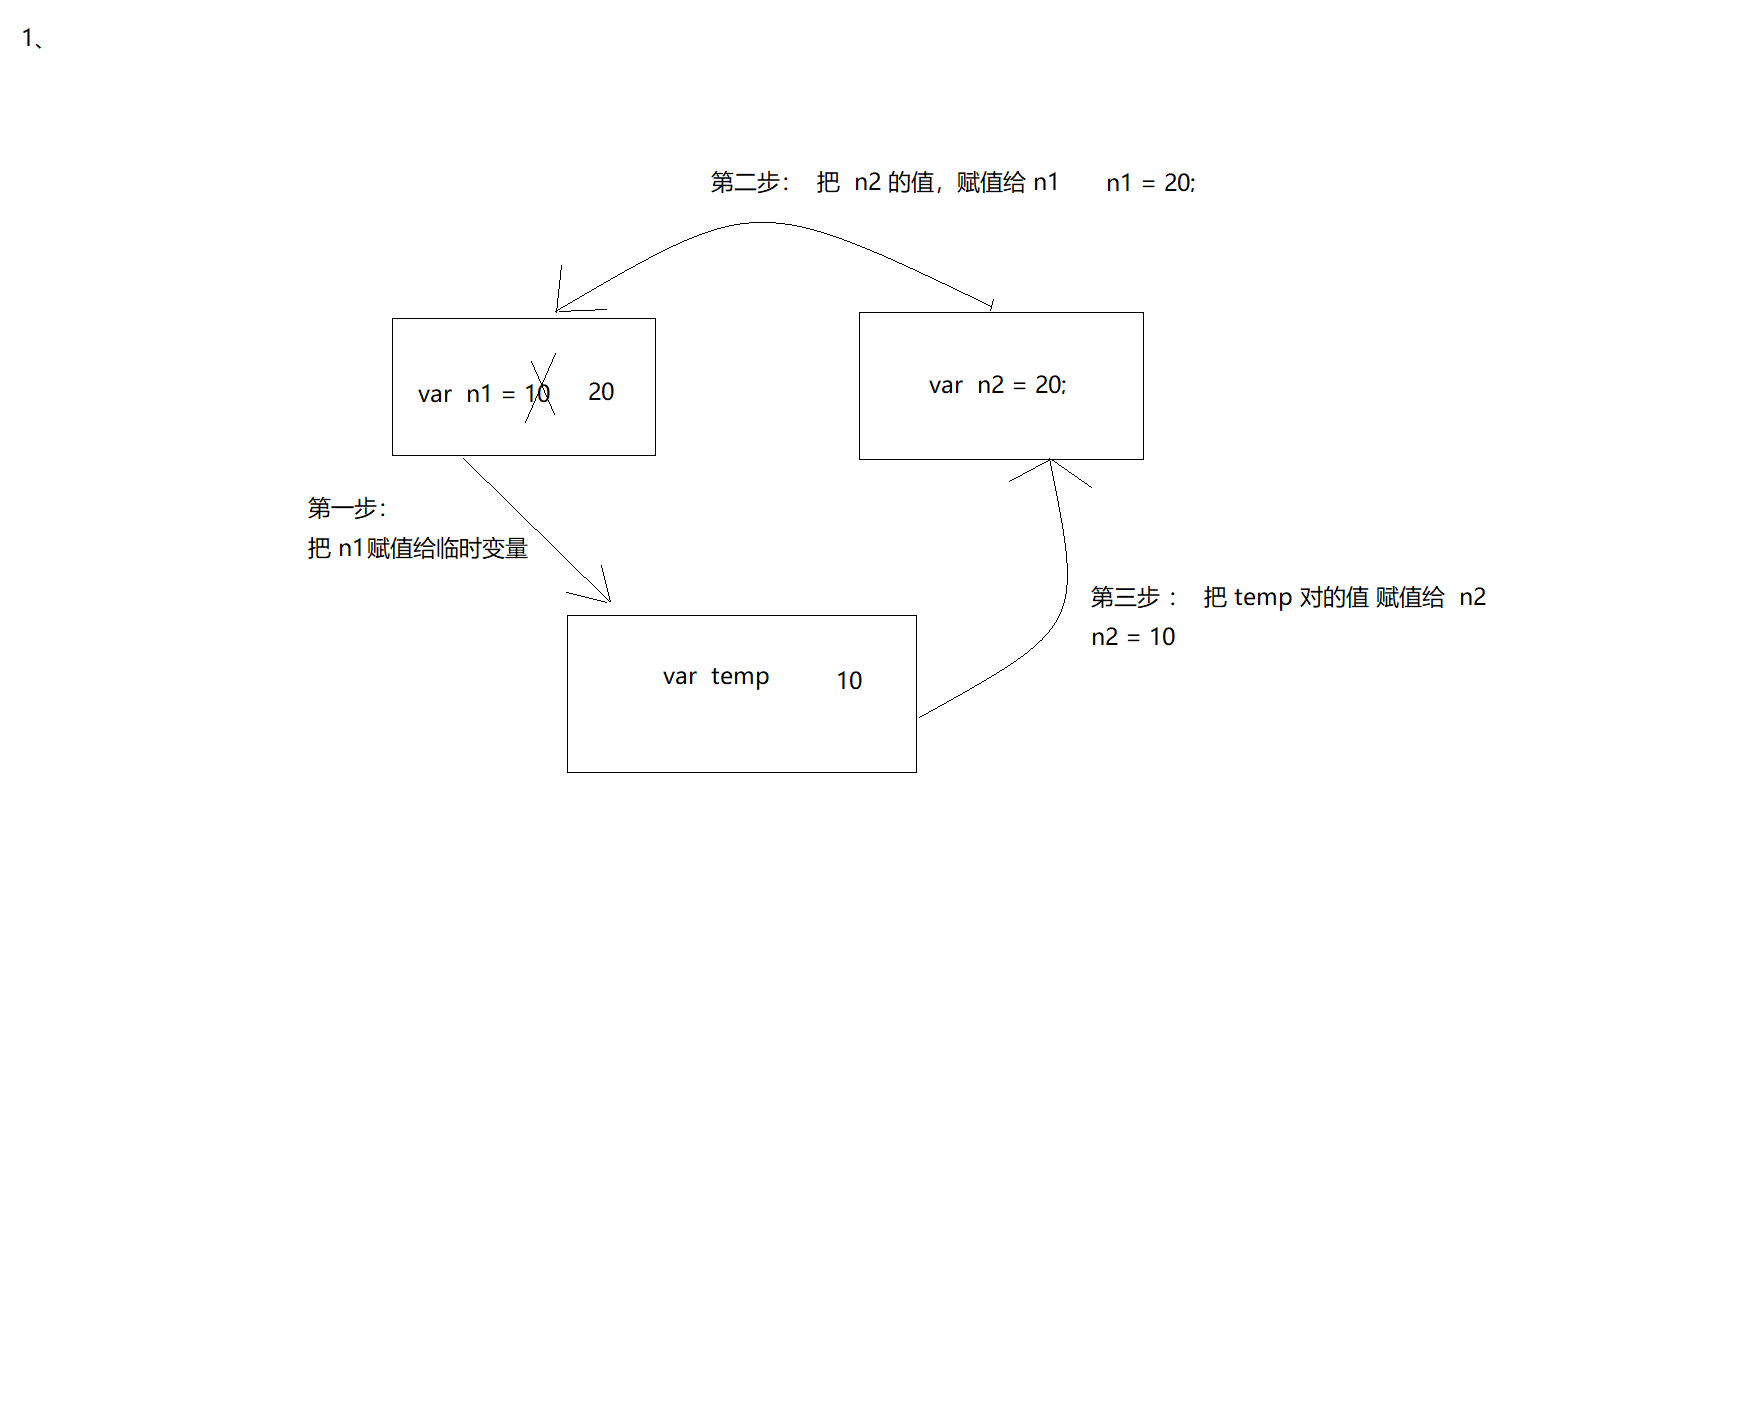 1、
第二步： 把 n2 的值，赋值给 n1 n1 = 20;
var n1 = 10 20
var n2 = 20;
第一步：
把 n1赋值给临时变量
第三步 ： 把 temp 对的值 赋值给 n2
n2 = 10
var temp 10